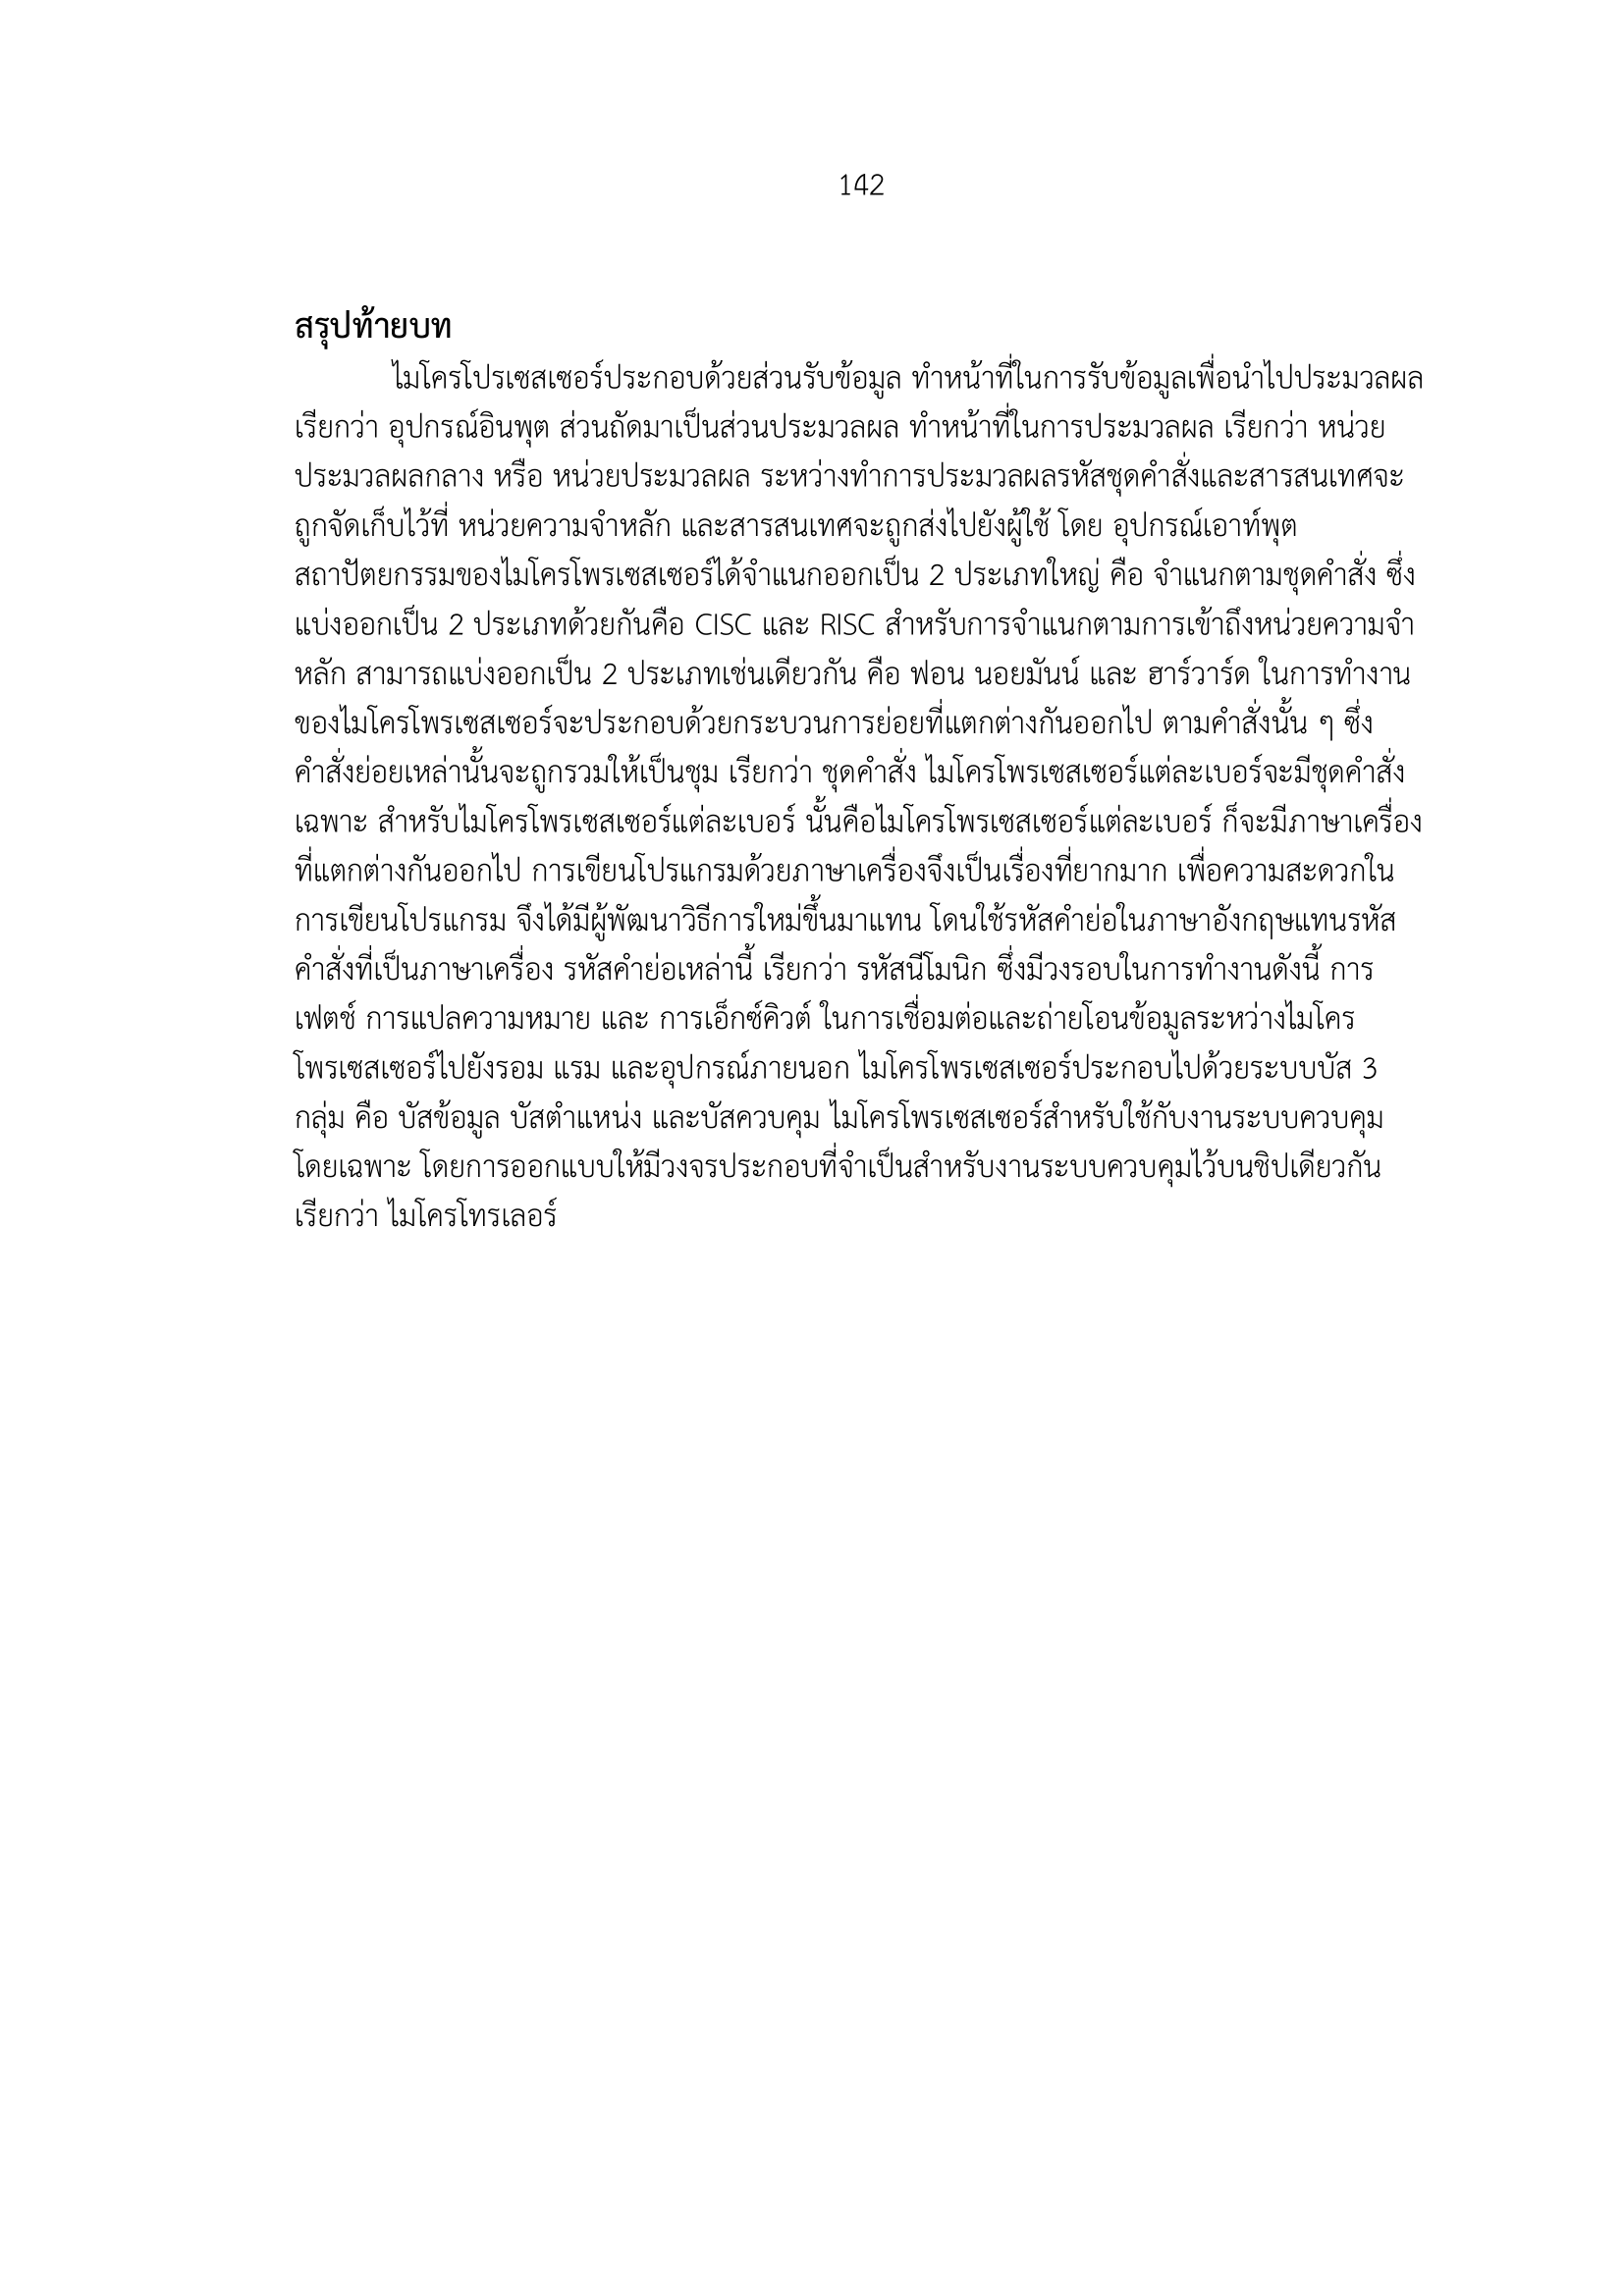 142
สรุปท้ายบท
ไมโครโปรเซสเซอร์ประกอบด้วยส่วนรับข้อมูล ทำหน้าที่ในการรับข้อมูลเพื่อนำไปประมวลผล
เรียกว่า อุปกรณ์อินพุต ส่วนถัดมาเป็นส่วนประมวลผล ทำหน้าที่ในการประมวลผล เรียกว่า หน่วย
ประมวลผลกลาง หรือ หน่วยประมวลผล ระหว่างทำการประมวลผลรหัสชุดคำสั่งและสารสนเทศจะ
ถูกจัดเก็บไว้ที่ หน่วยความจำหลัก และสารสนเทศจะถูกส่งไปยังผู้ใช้ โดย อุปกรณ์เอาท์พุต
สถาปัตยกรรมของไมโครโพรเซสเซอร์ได้จำแนกออกเป็น 2 ประเภทใหญ่ คือ จำแนกตามชุดคำสั่ง ซึ่ง
แบ่งออกเป็น 2 ประเภทด้วยกันคือ CISC และ RISC สำหรับการจำแนกตามการเข้าถึงหน่วยความจำ
หลัก สามารถแบ่งออกเป็น 2 ประเภทเช่นเดียวกัน คือ ฟอน นอยมันน์ และ ฮาร์วาร์ด ในการทำงาน
ของไมโครโพรเซสเซอร์จะประกอบด้วยกระบวนการย่อยที่แตกต่างกันออกไป ตามคำสั่งนั้น ๆ ซึ่ง
คำสั่งย่อยเหล่านั้นจะถูกรวมให้เป็นชุม เรียกว่า ชุดคำสั่ง ไมโครโพรเซสเซอร์แต่ละเบอร์จะมีชุดคำสั่ง
เฉพาะ สำหรับไมโครโพรเซสเซอร์แต่ละเบอร์ นั้นคือไมโครโพรเซสเซอร์แต่ละเบอร์ ก็จะมีภาษาเครื่อง
ที่แตกต่างกันออกไป การเขียนโปรแกรมด้วยภาษาเครื่องจึงเป็นเรื่องที่ยากมาก เพื่อความสะดวกใน
การเขียนโปรแกรม จึงได้มีผู้พัฒนาวิธีการใหม่ขึ้นมาแทน โดนใช้รหัสคำย่อในภาษาอังกฤษแทนรหัส
คำสั่งที่เป็นภาษาเครื่อง รหัสคำย่อเหล่านี้ เรียกว่า รหัสนีโมนิก ซึ่งมีวงรอบในการทำงานดังนี้ การ
เฟตช์ การแปลความหมาย และ การเอ็กซ์คิวต์ ในการเชื่อมต่อและถ่ายโอนข้อมูลระหว่างไมโคร
โพรเซสเซอร์ไปยังรอม แรม และอุปกรณ์ภายนอก ไมโครโพรเซสเซอร์ประกอบไปด้วยระบบบัส 3
กลุ่ม คือ บัสข้อมูล บัสตำแหน่ง และบัสควบคุม ไมโครโพรเซสเซอร์สำหรับใช้กับงานระบบควบคุม
โดยเฉพาะ โดยการออกแบบให้มีวงจรประกอบที่จำเป็นสำหรับงานระบบควบคุมไว้บนชิปเดียวกัน
เรียกว่า ไมโครโทรเลอร์